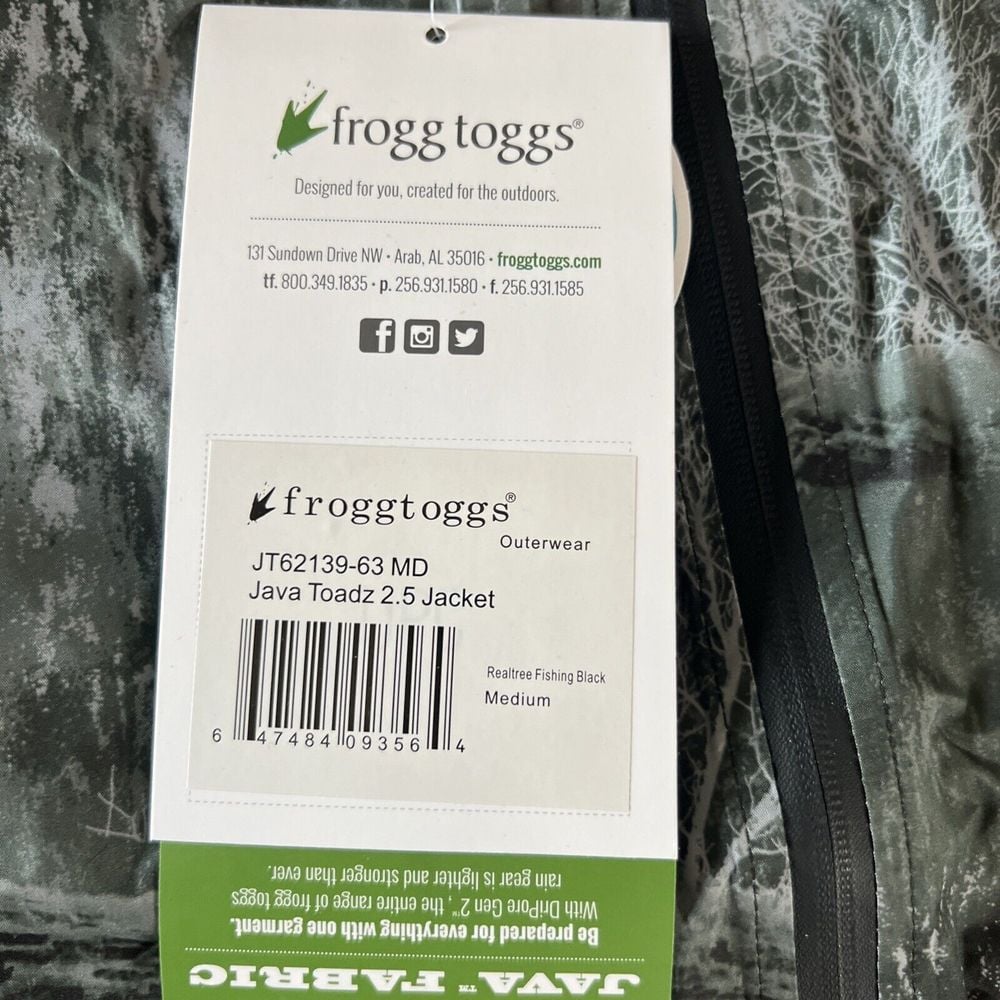 frogg toggs®
Designed for you, created for the outdoors.
131 Sundown Drive NW • Arab, AL 35016 • froggtoggs.com
tf. 800.349.1835 • p. 256.931.1580 • f. 256.931.1585
froggtoggs®
Outerwear
JT62139-63 MD
Java Toadz 2.5 Jacket
Realtree Fishing Black
Medium
6 47484 09356 4
JAVA™ FABRIC
Be prepared for everything with one garment.
With DriPore Gen 2™, the entire range of frogg toggs
rain gear is lighter and stronger than ever.